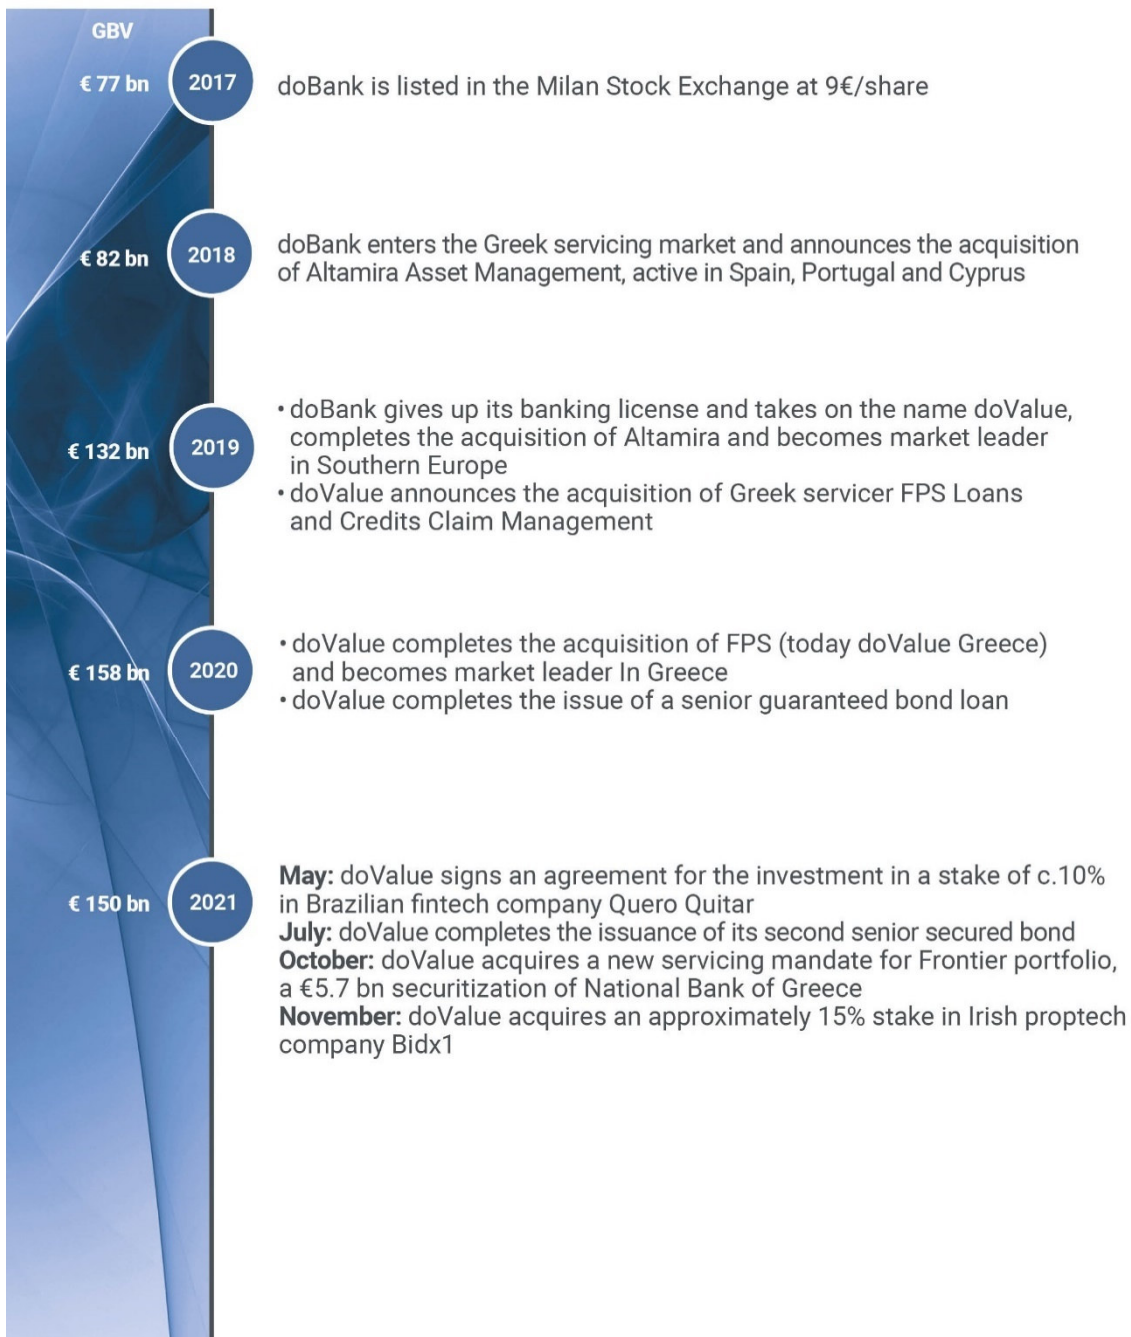 GBV
€ 77 bn 2017 doBank is listed in the Milan Stock Exchange at 9€/share
€ 82 bn 2018 doBank enters the Greek servicing market and announces the acquisition
of Altamira Asset Management, active in Spain, Portugal and Cyprus
€ 132 bn 2019 • doBank gives up its banking license and takes on the name doValue,
completes the acquisition of Altamira and becomes market leader
in Southern Europe
• doValue announces the acquisition of Greek servicer FPS Loans
and Credits Claim Management
€ 158 bn 2020 • doValue completes the acquisition of FPS (today doValue Greece)
and becomes market leader In Greece
• doValue completes the issue of a senior guaranteed bond loan
€ 150 bn 2021 May: doValue signs an agreement for the investment in a stake of c.10%
in Brazilian fintech company Quero Quitar
July: doValue completes the issuance of its second senior secured bond
October: doValue acquires a new servicing mandate for Frontier portfolio,
a €5.7 bn securitization of National Bank of Greece
November: doValue acquires an approximately 15% stake in Irish proptech
company Bidx1